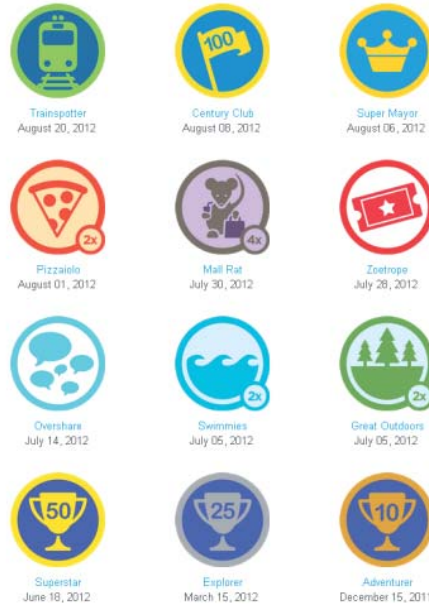 100
Trainspotter Century Club Super Mayor
August 20, 2012 August 08, 2012 August 06, 2012
2x 4x
Pizzaiolo Mall Rat Zoetrope
August 01, 2012 July 30, 2012 July 28, 2012
2x 2x
Overshare Swimmies Great Outdoors
July 14, 2012 July 05, 2012 July 05, 2012
50 25 10
Superstar Explorer Adventurer
June 18, 2012 March 15, 2012 December 15, 2011